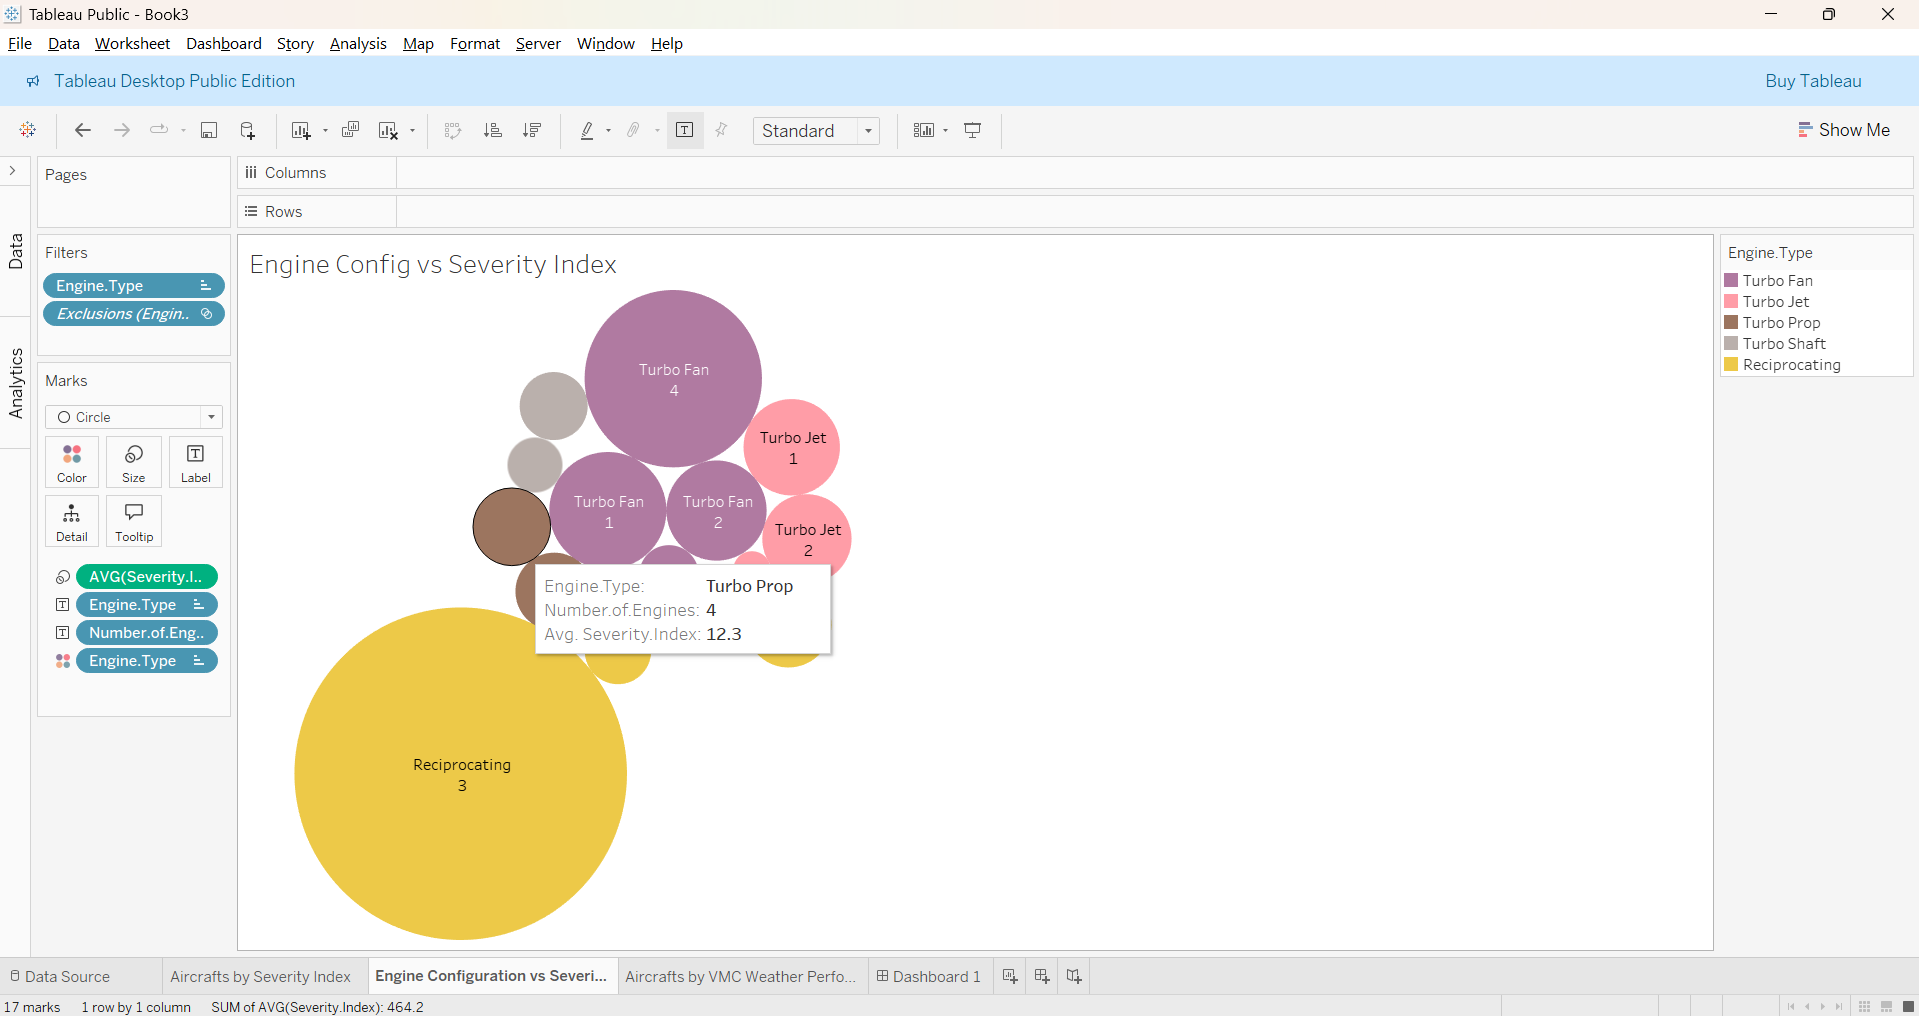 Tableau Public - Book3
File Data Worksheet Dashboard Story Analysis Map Format Server Window Help
Tableau Desktop Public Edition
Buy Tableau
Standard
Show Me
Pages
Columns
Rows
Data
Analytics
Filters
Engine.Type
Exclusions (Engin..
Marks
Circle
Color Size Label
Detail Tooltip
AVG(Severity.I..
Engine.Type
Number.of.Eng..
Engine.Type
Engine Config vs Severity Index
Turbo Fan
4
Turbo Jet
1
Turbo Fan
1
Turbo Fan
2
Turbo Jet
2
Engine.Type: Turbo Prop
Number.of.Engines: 4
Avg. Severity.Index: 12.3
Reciprocating
3
Engine.Type
Turbo Fan
Turbo Jet
Turbo Prop
Turbo Shaft
Reciprocating
Data Source
Aircrafts by Severity Index
Engine Configuration vs Severi...
Aircrafts by VMC Weather Perfo...
Dashboard 1
17 marks 1 row by 1 column SUM of AVG(Severity.Index): 464.2